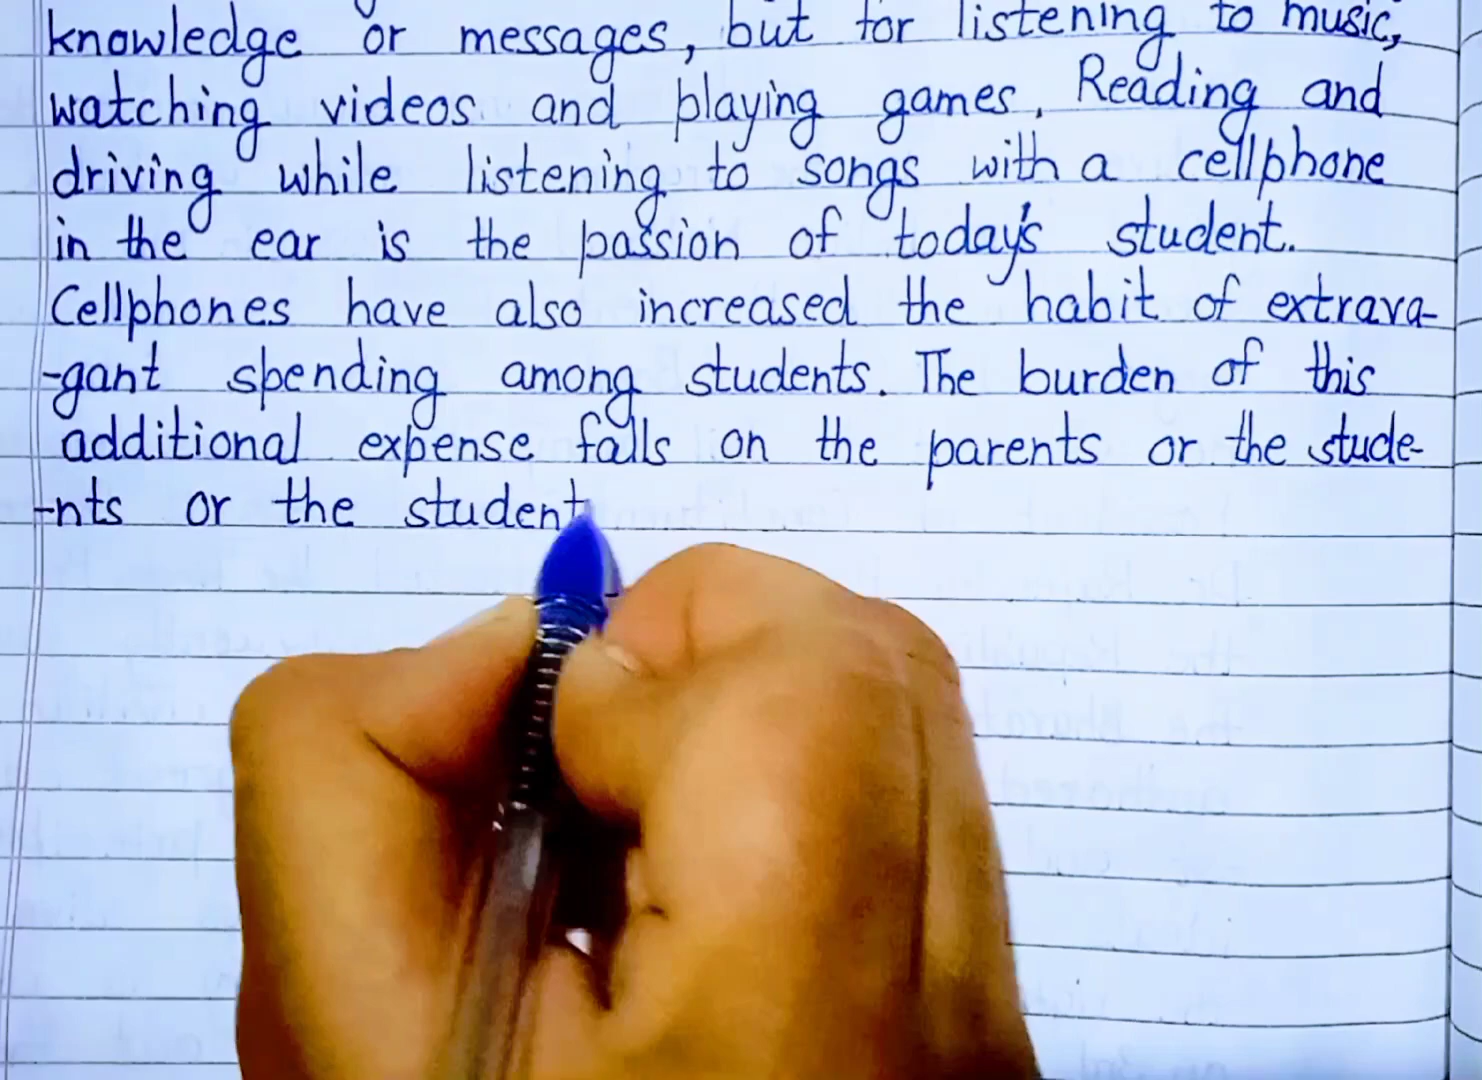 knowledge or messages, but for listening to music,
watching videos and playing games. Reading and
driving while listening to songs with a cellphone
in the ear is the passion of today's student.
Cellphones have also increased the habit of extrava-
-gant spending among students. The burden of this
additional expense falls on the parents or the stude-
-nts or the student